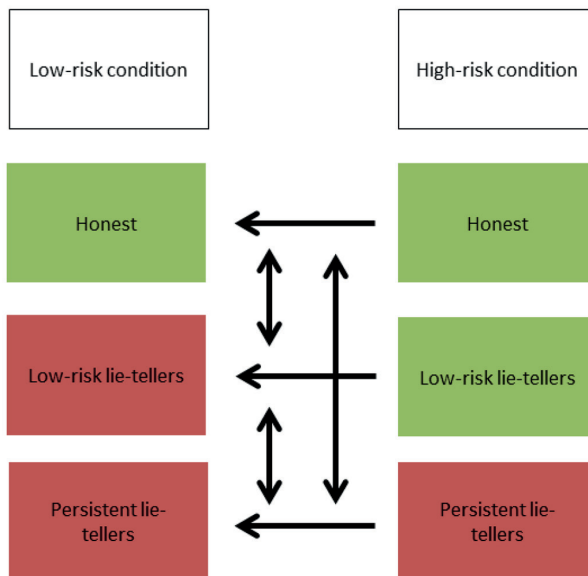 Low-risk condition
High-risk condition
Honest
Honest
Low-risk lie-tellers
Low-risk lie-tellers
Persistent lie-
tellers
Persistent lie-
tellers